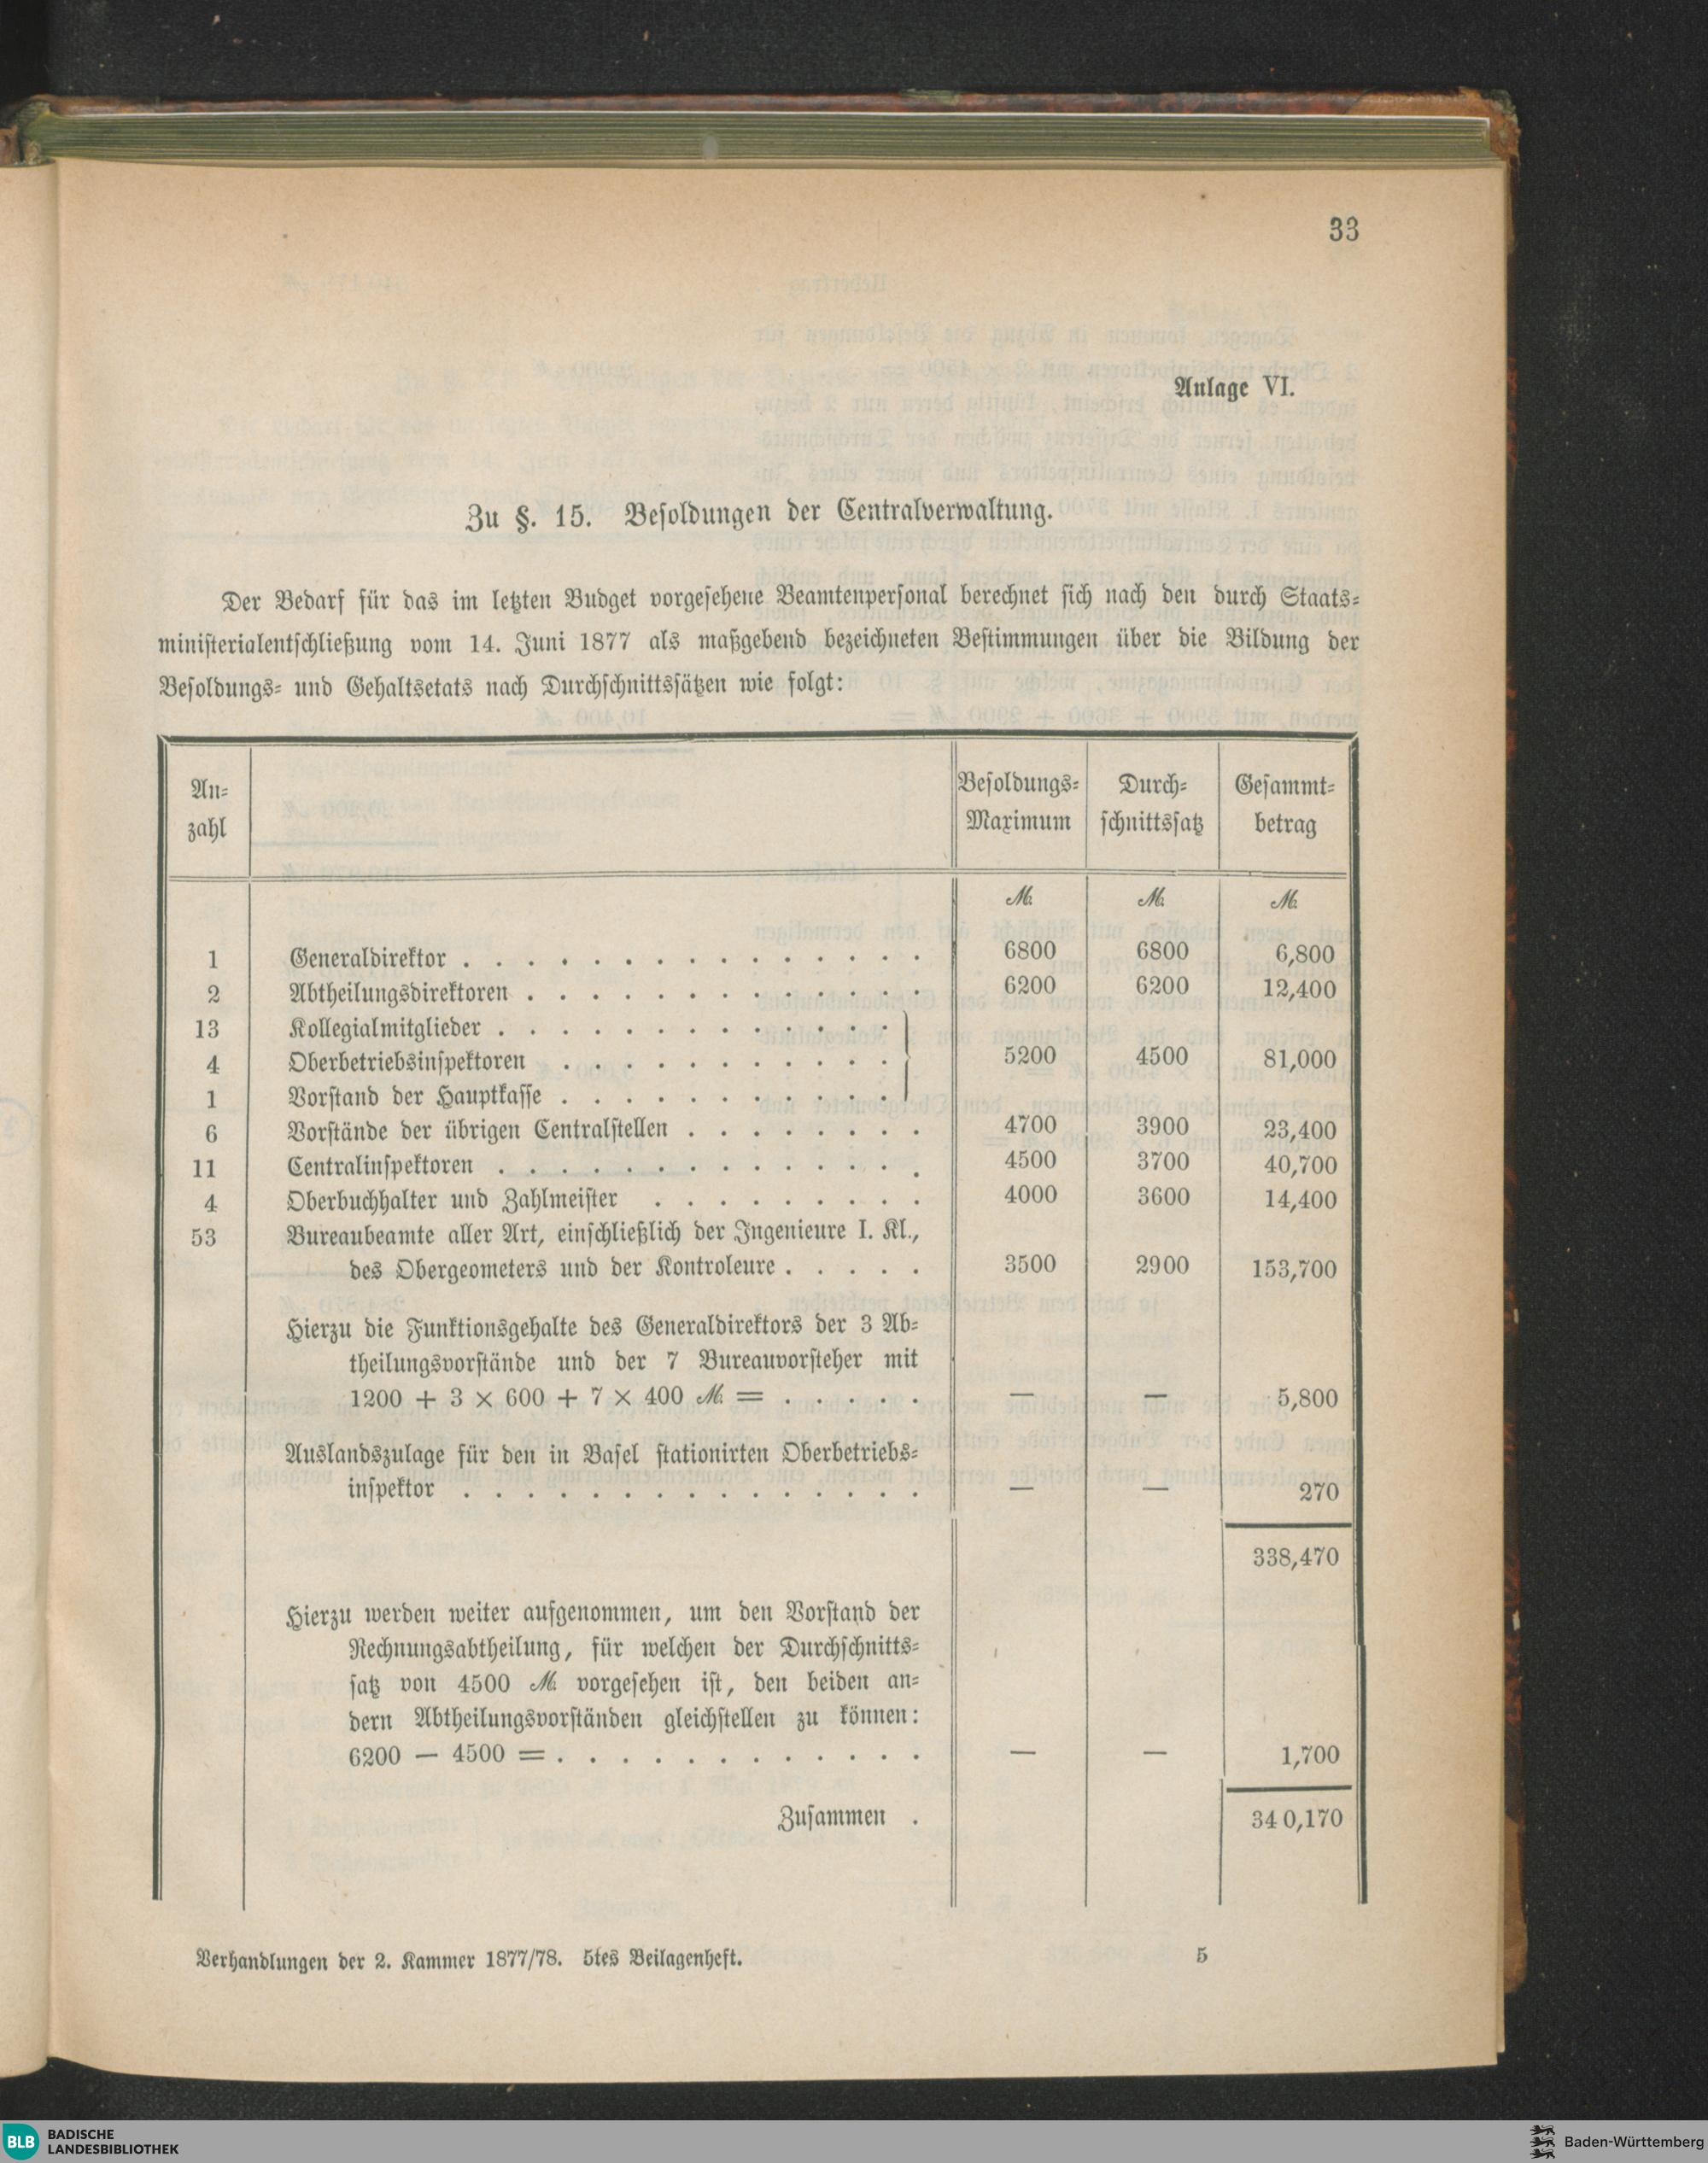 33
Anlage VI.
Zu §. 15. Besoldungen der Centralverwaltung.
Der Bedarf für das im letzten Budget vorgesehene Beamtenpersonal berechnet sich nach den durch Staats-
ministerialentschließung vom 14. Juni 1877 als maßgebend bezeichneten Bestimmungen über die Bildung der
Besoldungs- und Gehaltsetats nach Durchschnittssätzen wie folgt:
An-
zahl
Besoldungs-
Maximum
Durch-
schnittssatz
Gesammt-
betrag
M. M. M.
1 Generaldirektor . . . . . . . . . . . . . . . 6800 6800 6,800
2 Abtheilungsdirektoren . . . . . . . . . . . . . 6200 6200 12,400
13 Kollegialmitglieder . . . . . . . . . . . . .
4 Oberbetriebsinspektoren . . . . . . . . . . . 5200 4500 81,000
1 Vorstand der Hauptkasse . . . . . . . . . . .
6 Vorstände der übrigen Centralstellen . . . . . . . . 4700 3900 23,400
11 Centralinspektoren . . . . . . . . . . . . . . 4500 3700 40,700
4 Oberbuchhalter und Zahlmeister . . . . . . . . . 4000 3600 14,400
53 Bureaubeamte aller Art, einschließlich der Ingenieure I. Kl.,
des Obergeometers und der Kontroleure . . . . . 3500 2900 153,700
Hierzu die Funktionsgehalte des Generaldirektors der 3 Ab-
theilungsvorstände und der 7 Bureauvorsteher mit
1200 + 3 × 600 + 7 × 400 M. = . . . . . — — 5,800
Auslandszulage für den in Basel stationirten Oberbetriebs-
inspektor . . . . . . . . . . . . . . . — — 270
338,470
Hierzu werden weiter aufgenommen, um den Vorstand der
Rechnungsabtheilung, für welchen der Durchschnitts-
satz von 4500 M. vorgesehen ist, den beiden an-
dern Abtheilungsvorständen gleichstellen zu können:
6200 — 4500 = . . . . . . . . . . . . — — 1,700
Zusammen . 340,170
Verhandlungen der 2. Kammer 1877/78. 5tes Beilagenheft. 5
BLB BADISCHE
LANDESBIBLIOTHEK
Baden-Württemberg